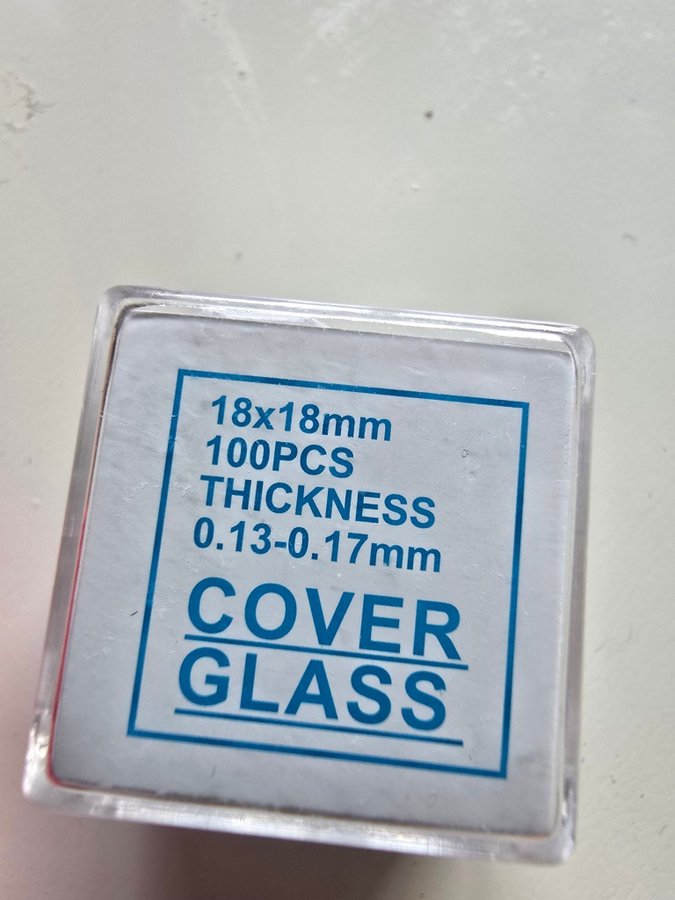 18x18mm
100PCS
THICKNESS
0.13-0.17mm
COVER
GLASS